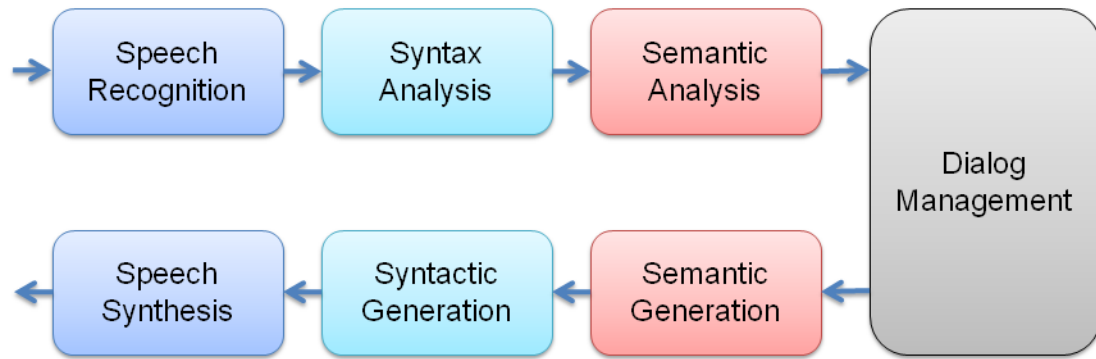 Speech
Recognition
Syntax
Analysis
Semantic
Analysis
Dialog
Management
Speech
Synthesis
Syntactic
Generation
Semantic
Generation